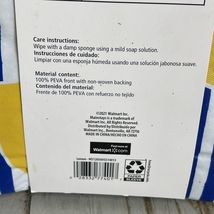 Care instructions:
Wipe with a damp sponge using a mild soap solution.
Instrucciones de cuidado:
Limpiar con una esponja húmeda usando una solución jabonosa suave.
Material content:
100% PEVA front with non-woven backing
Contenido del material:
Frente de 100% PEVA con refuerzo no tejido
©2021 Walmart Inc.
Mainstays is a trademark of
Walmart Inc.
Distributed by/Distribuido por
Walmart Inc., Bentonville, AR 72716
MADE IN CHINA/HECHO EN CHINA
Walmart
.com